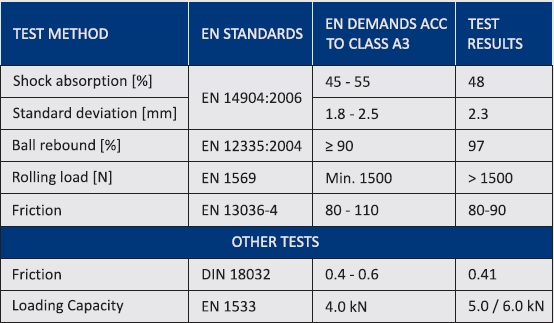 TEST METHOD EN STANDARDS EN DEMANDS ACC TO CLASS A3 TEST RESULTS
Shock absorption [%] EN 14904:2006 45 - 55 48
Standard deviation [mm] 1.8 - 2.5 2.3
Ball rebound [%] EN 12335:2004 ≥ 90 97
Rolling load [N] EN 1569 Min. 1500 > 1500
Friction EN 13036-4 80 - 110 80-90
OTHER TESTS
Friction DIN 18032 0.4 - 0.6 0.41
Loading Capacity EN 1533 4.0 kN 5.0 / 6.0 kN